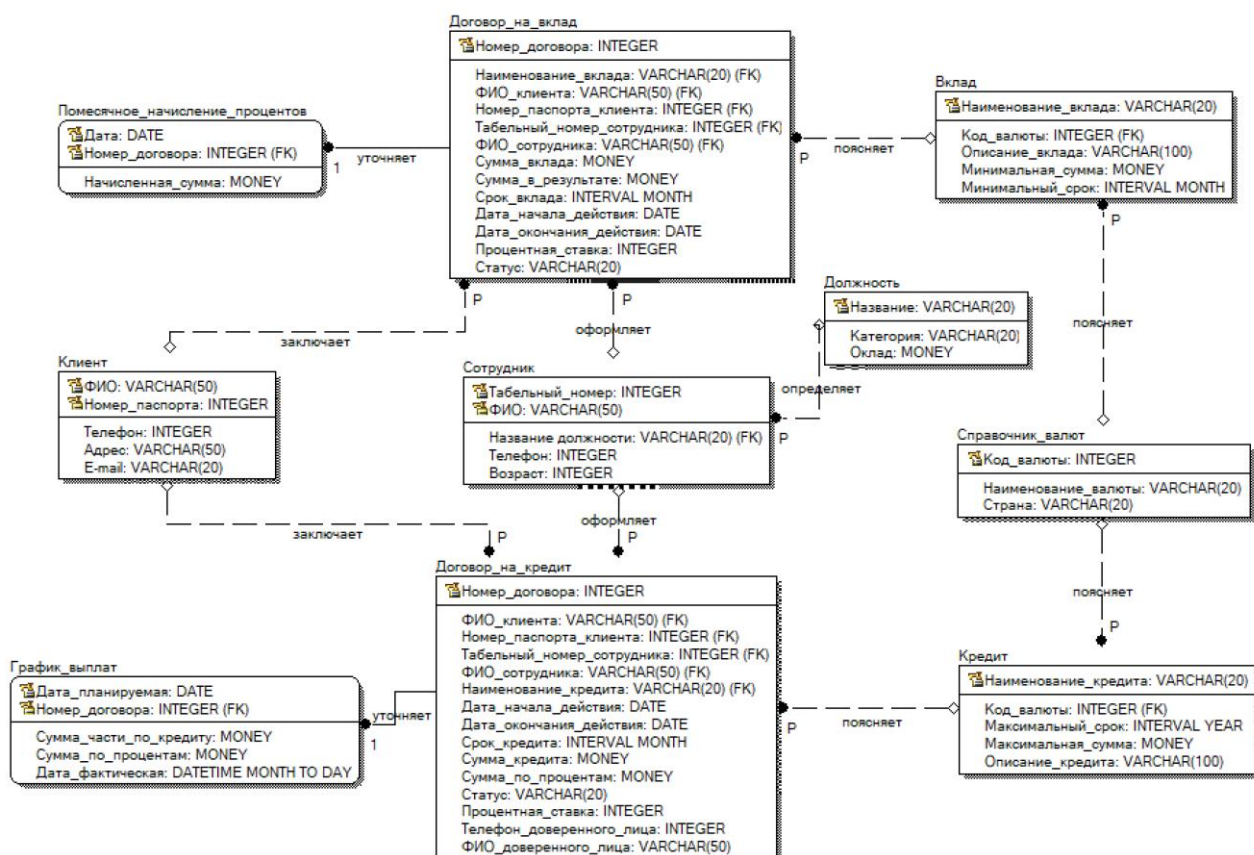 Договор_на_вклад
Номер_договора: INTEGER
Наименование_вклада: VARCHAR(20) (FK)
ФИО_клиента: VARCHAR(50) (FK)
Номер_паспорта_клиента: INTEGER (FK)
Табельный_номер_сотрудника: INTEGER (FK)
ФИО_сотрудника: VARCHAR(50) (FK)
Сумма_вклада: MONEY
Сумма_в_результате: MONEY
Срок_вклада: INTERVAL MONTH
Дата_начала_действия: DATE
Дата_окончания_действия: DATE
Процентная_ставка: INTEGER
Статус: VARCHAR(20)
Помесячное_начисление_процентов
Дата: DATE
Номер_договора: INTEGER (FK)
Начисленная_сумма: MONEY
1
уточняет
P
поясняет
Вклад
Наименование_вклада: VARCHAR(20)
Код_валюты: INTEGER (FK)
Описание_вклада: VARCHAR(100)
Минимальная_сумма: MONEY
Минимальный_срок: INTERVAL MONTH
P
P
P
заключает
оформляет
Должность
Название: VARCHAR(20)
Категория: VARCHAR(20)
Оклад: MONEY
поясняет
определяет
P
Клиент
ФИО: VARCHAR(50)
Номер_паспорта: INTEGER
Телефон: INTEGER
Адрес: VARCHAR(50)
E-mail: VARCHAR(20)
Сотрудник
Табельный_номер: INTEGER
ФИО: VARCHAR(50)
Название должности: VARCHAR(20) (FK)
Телефон: INTEGER
Возраст: INTEGER
Справочник_валют
Код_валюты: INTEGER
Наименование_валюты: VARCHAR(20)
Страна: VARCHAR(20)
заключает
P
оформляет
P
поясняет
P
Договор_на_кредит
Номер_договора: INTEGER
ФИО_клиента: VARCHAR(50) (FK)
Номер_паспорта_клиента: INTEGER (FK)
Табельный_номер_сотрудника: INTEGER (FK)
ФИО_сотрудника: VARCHAR(50) (FK)
Наименование_кредита: VARCHAR(20) (FK)
Дата_начала_действия: DATE
Дата_окончания_действия: DATE
Срок_кредита: INTERVAL MONTH
Сумма_кредита: MONEY
Сумма_по_процентам: MONEY
Статус: VARCHAR(20)
Процентная_ставка: INTEGER
Телефон_доверенного_лица: INTEGER
ФИО_доверенного_лица: VARCHAR(50)
График_выплат
Дата_планируемая: DATE
Номер_договора: INTEGER (FK)
Сумма_части_по_кредиту: MONEY
Сумма_по_процентам: MONEY
Дата_фактическая: DATETIME MONTH TO DAY
уточняет
1
P
поясняет
Кредит
Наименование_кредита: VARCHAR(20)
Код_валюты: INTEGER (FK)
Максимальный_срок: INTERVAL YEAR
Максимальная_сумма: MONEY
Описание_кредита: VARCHAR(100)